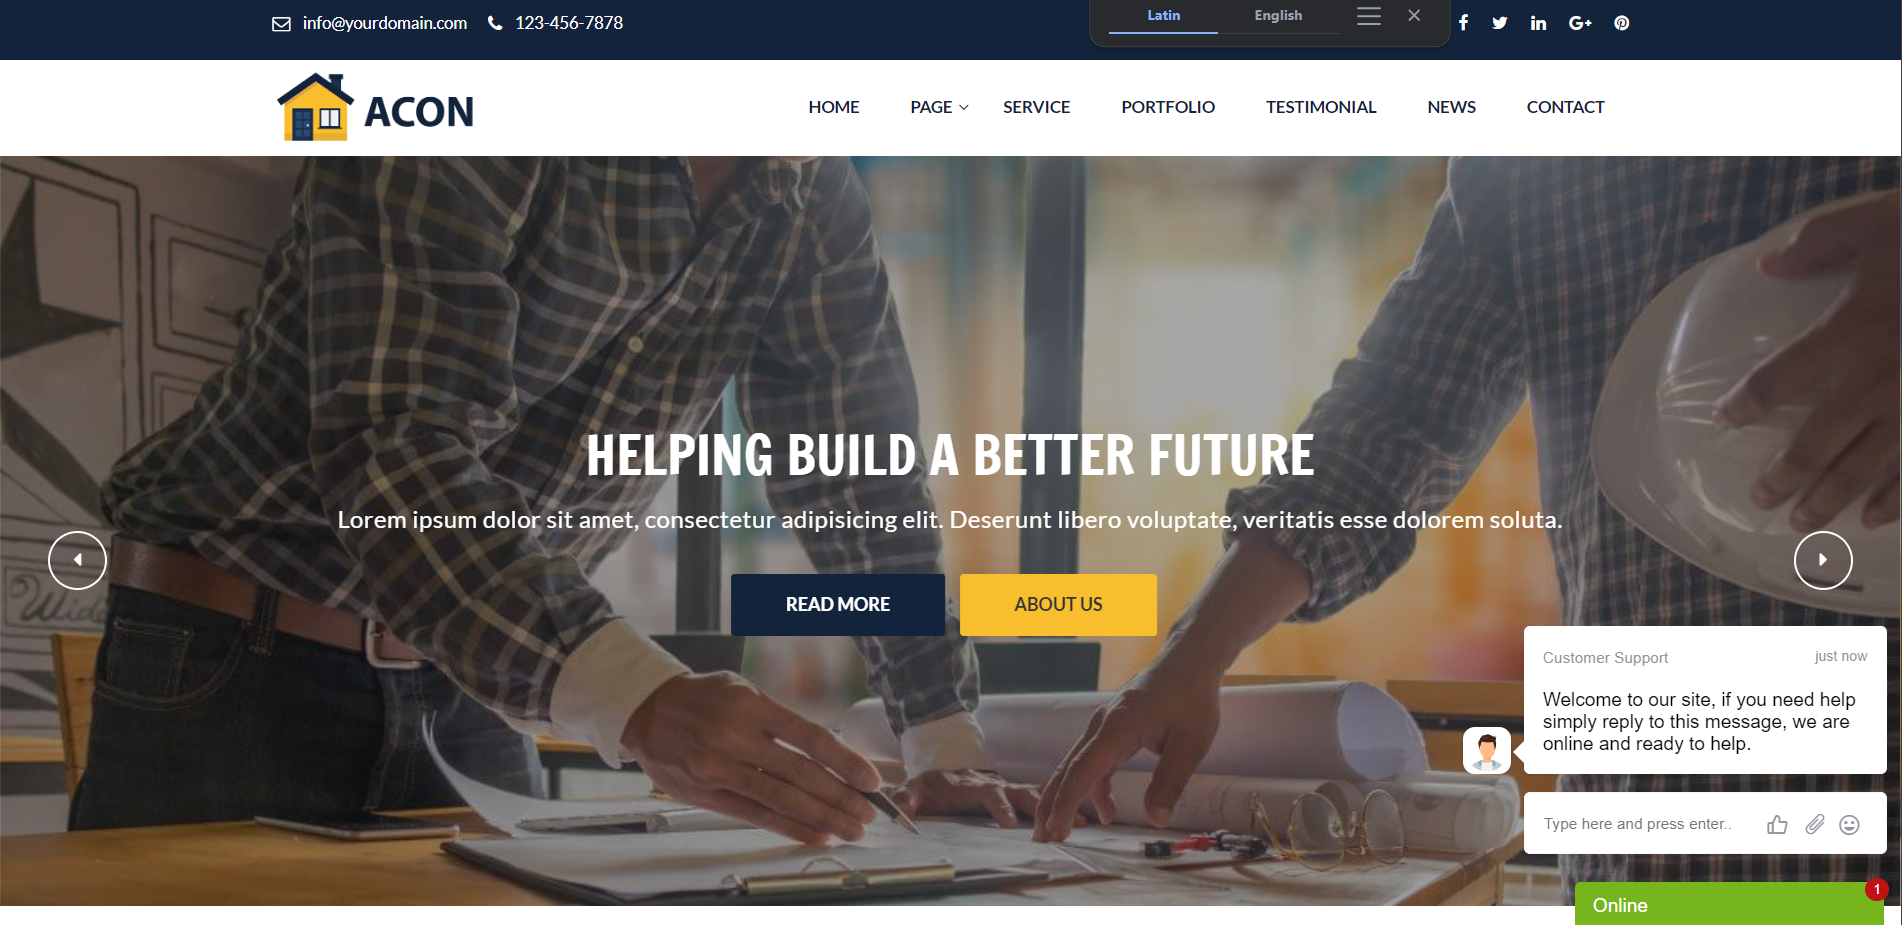 info@yourdomain.com 123-456-7878
Latin English
ACON
HOME PAGE SERVICE PORTFOLIO TESTIMONIAL NEWS CONTACT
HELPING BUILD A BETTER FUTURE
Lorem ipsum dolor sit amet, consectetur adipisicing elit. Deserunt libero voluptate, veritatis esse dolorem soluta.
READ MORE ABOUT US
Customer Support just now
Welcome to our site, if you need help
simply reply to this message, we are
online and ready to help.
Type here and press enter..
Online 1